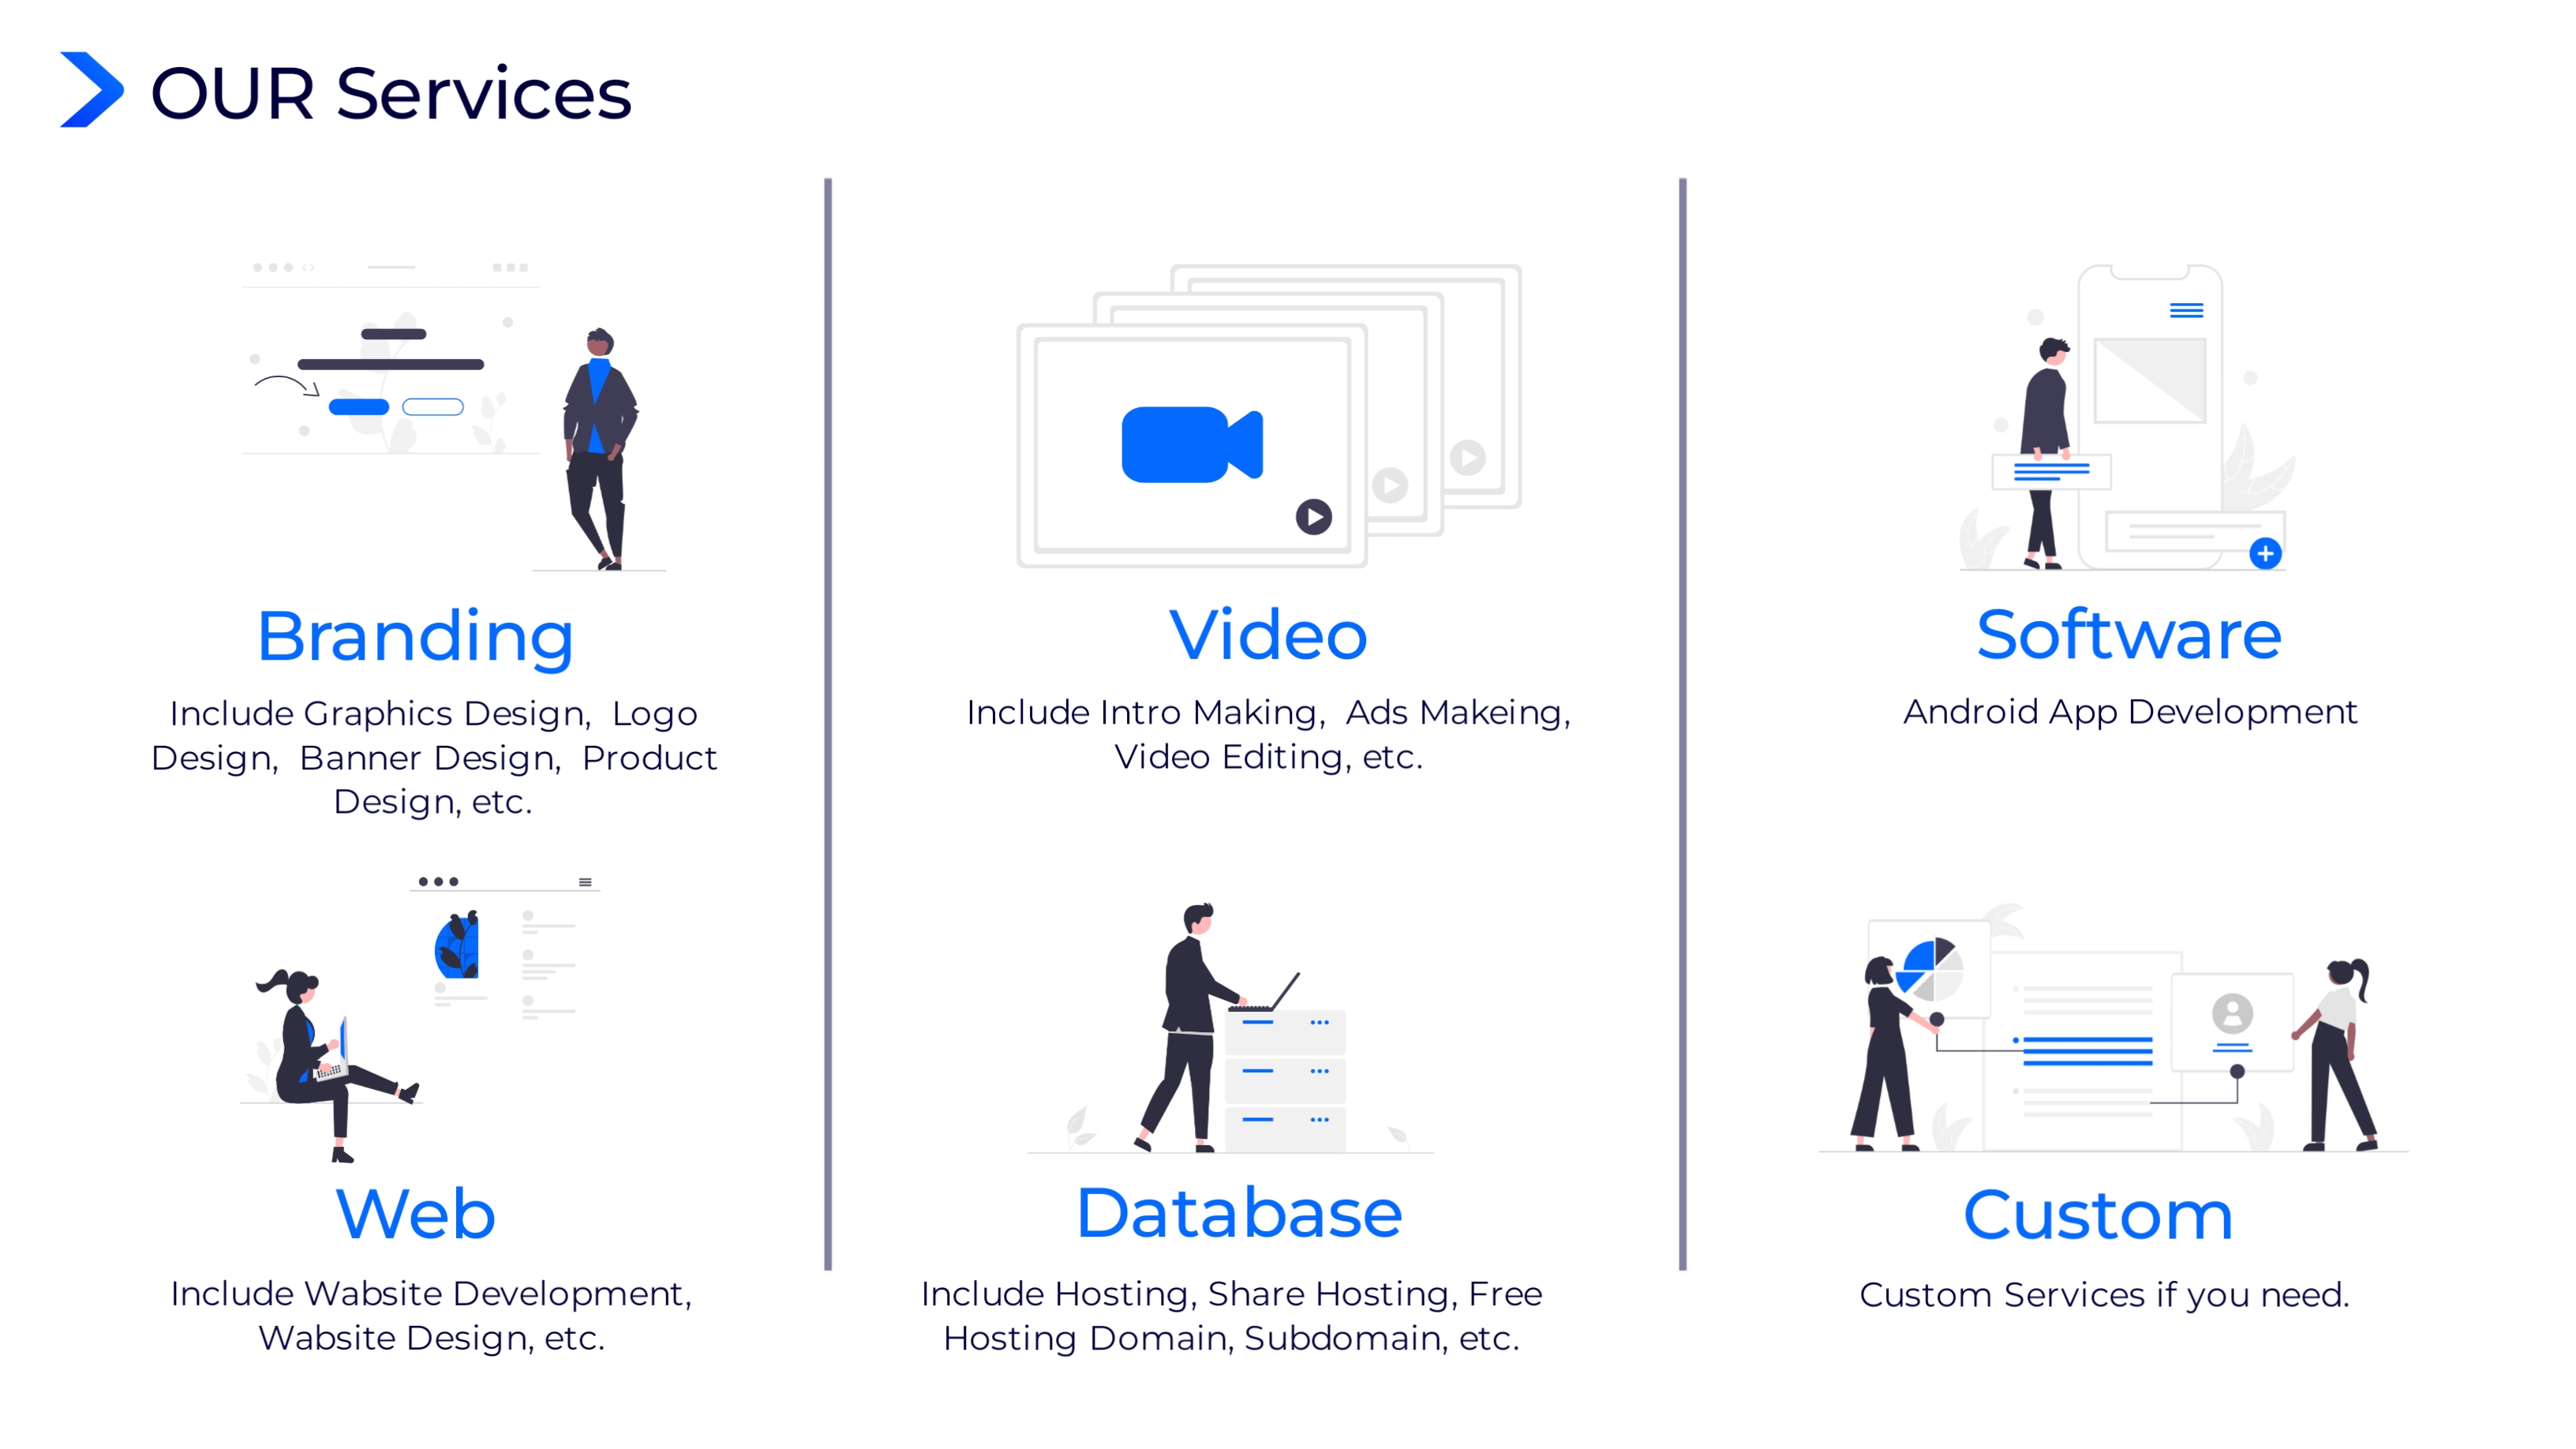 OUR Services
Branding
Include Graphics Design,  Logo
Design,  Banner Design,  Product
Design, etc.
Video
Include Intro Making,  Ads Makeing,
Video Editing, etc.
Software
Android App Development
Web
Include Wabsite Development,
Wabsite Design, etc.
Database
Include Hosting, Share Hosting, Free
Hosting Domain, Subdomain, etc.
Custom
Custom Services if you need.